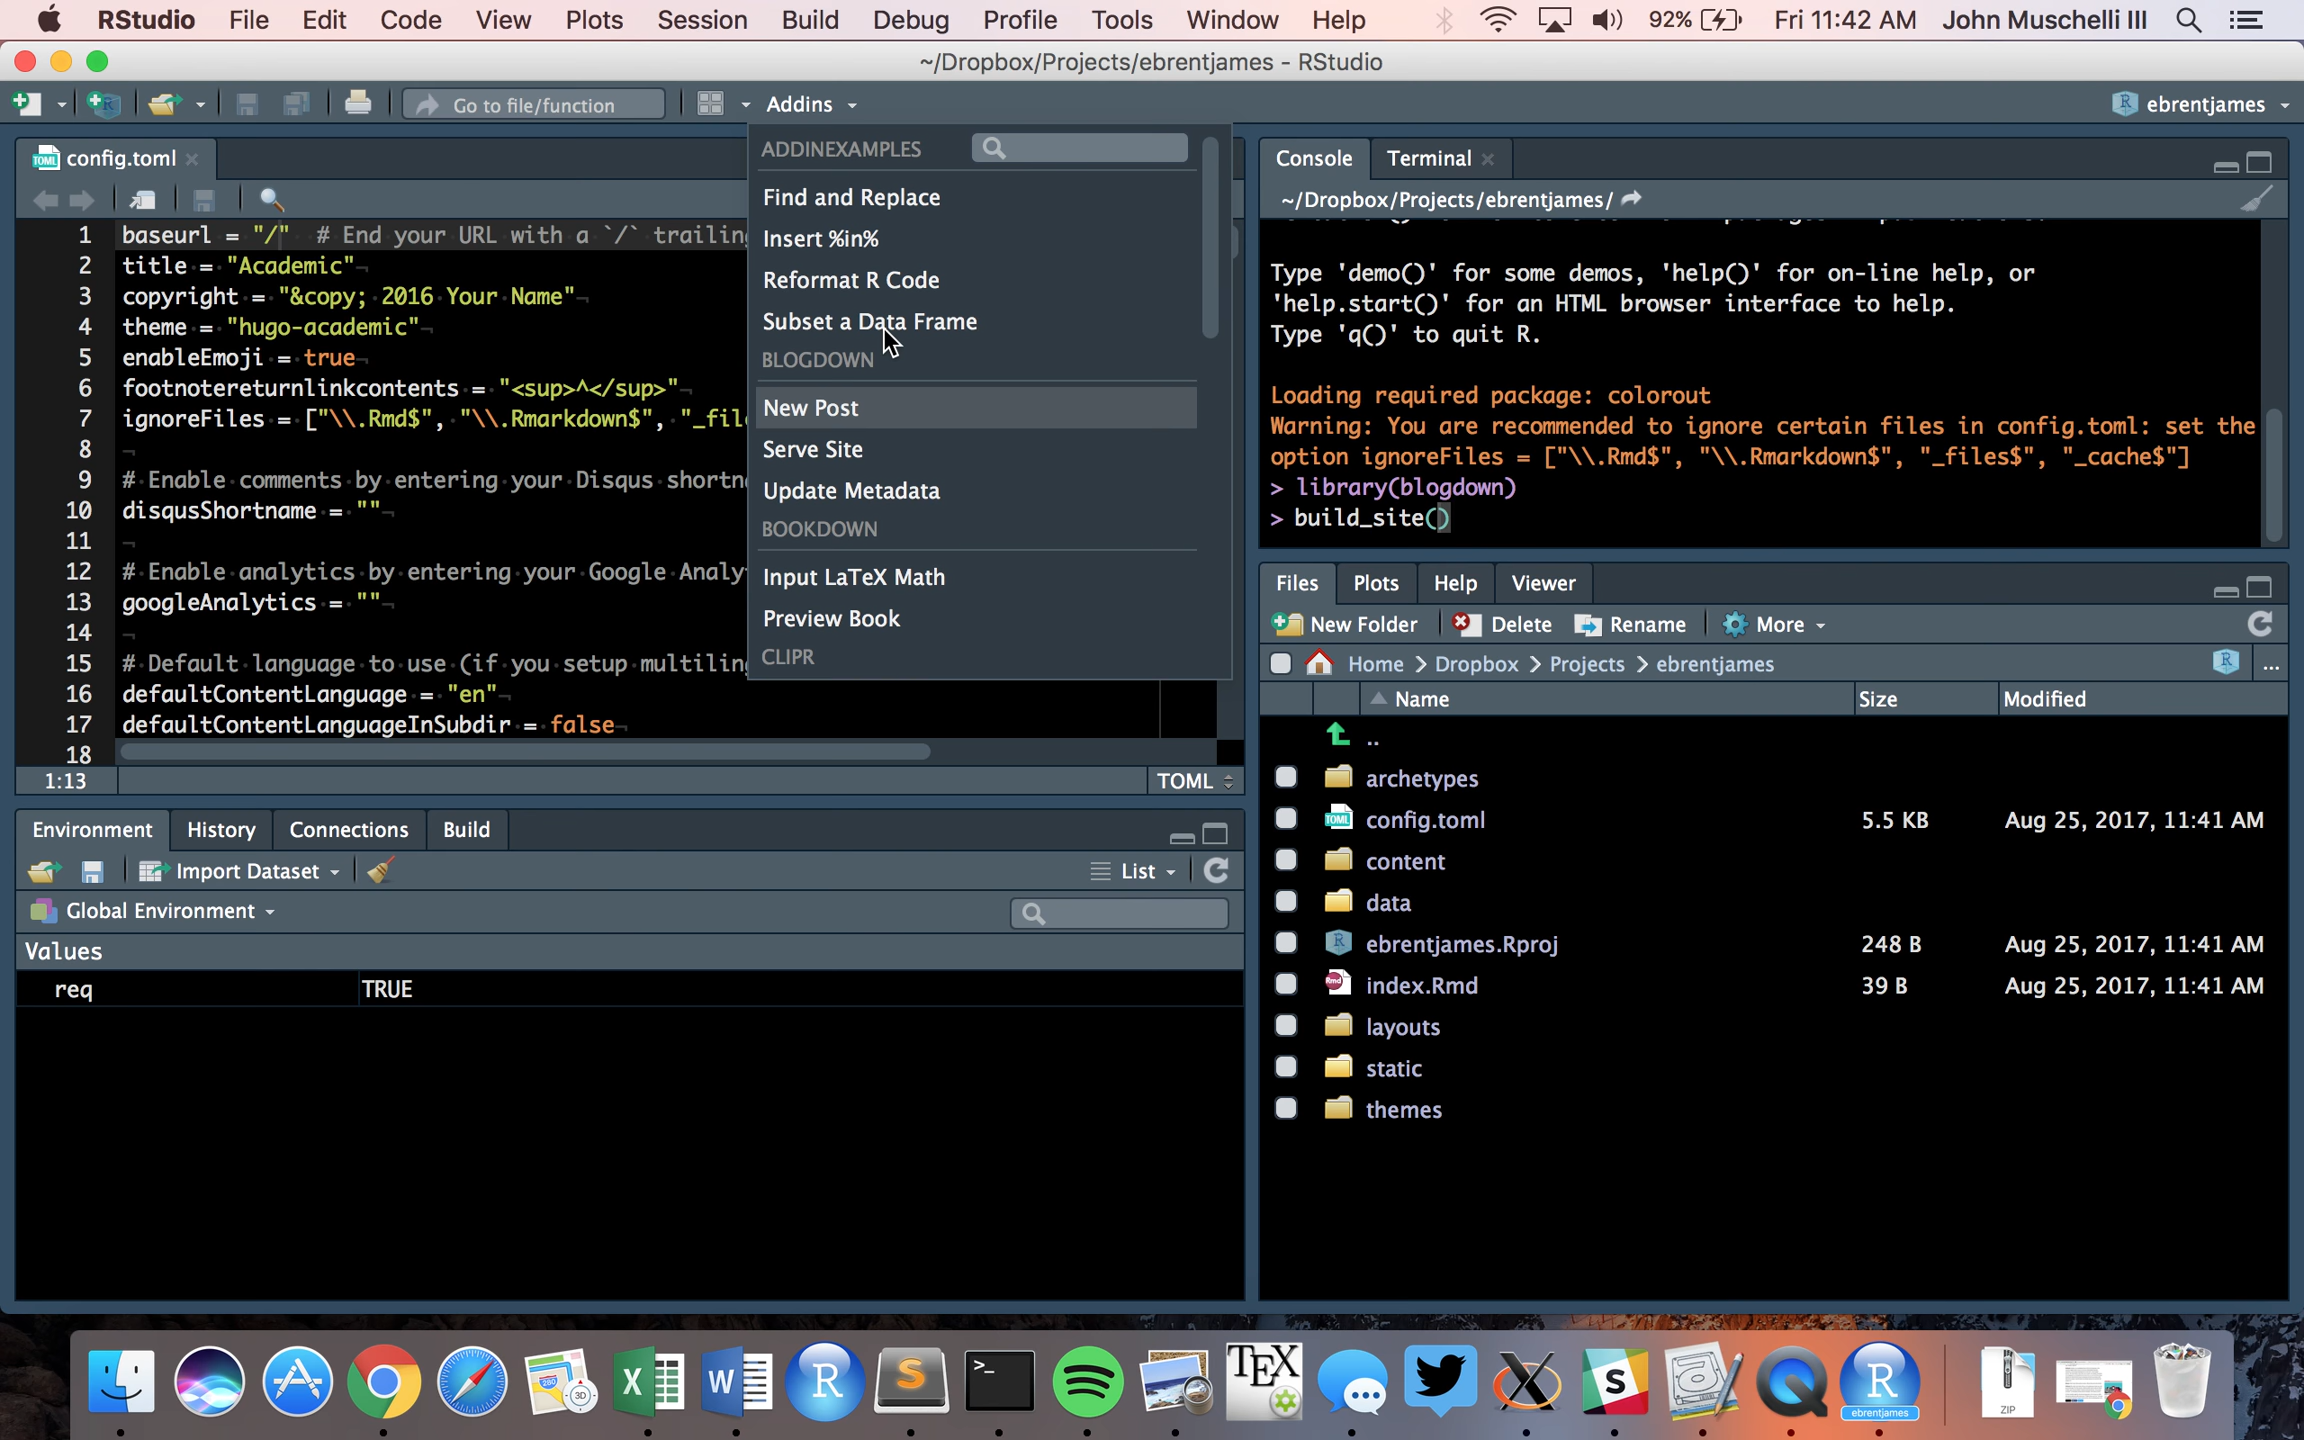 RStudio File Edit Code View Plots Session Build Debug Profile Tools Window Help 92% Fri 11:42 AM John Muschelli III
~/Dropbox/Projects/ebrentjames - RStudio
Go to file/function Addins ebrentjames
config.toml
1 baseurl = "/" # End your URL with a `/` trailin
2 title = "Academic"
3 copyright = "&copy; 2016 Your Name"
4 theme = "hugo-academic"
5 enableEmoji = true
6 footnotereturnlinkcontents = "<sup>^</sup>"
7 ignoreFiles = ["\\.Rmd$", "\\.Rmarkdown$", "_fil
8
9 # Enable comments by entering your Disqus shortn
10 disqusShortname = ""
11
12 # Enable analytics by entering your Google Analy
13 googleAnalytics = ""
14
15 # Default language to use (if you setup multilin
16 defaultContentLanguage = "en"
17 defaultContentLanguageInSubdir = false
18
1:13 TOML
ADDINEXAMPLES
Find and Replace
Insert %in%
Reformat R Code
Subset a Data Frame
BLOGDOWN
New Post
Serve Site
Update Metadata
BOOKDOWN
Input LaTeX Math
Preview Book
CLIPR
Console Terminal
~/Dropbox/Projects/ebrentjames/
Type 'demo()' for some demos, 'help()' for on-line help, or
'help.start()' for an HTML browser interface to help.
Type 'q()' to quit R.
Loading required package: colorout
Warning: You are recommended to ignore certain files in config.toml: set the
option ignoreFiles = ["\\.Rmd$", "\\.Rmarkdown$", "_files$", "_cache$"]
> library(blogdown)
> build_site()
Environment History Connections Build
Import Dataset List
Global Environment
Values
req TRUE
Files Plots Help Viewer
New Folder Delete Rename More
Home Dropbox Projects ebrentjames ...
Name Size Modified
..
archetypes
config.toml 5.5 KB Aug 25, 2017, 11:41 AM
content
data
ebrentjames.Rproj 248 B Aug 25, 2017, 11:41 AM
index.Rmd 39 B Aug 25, 2017, 11:41 AM
layouts
static
themes
280 3D X W R S >_ TEX X S R ZIP
ebrentjames